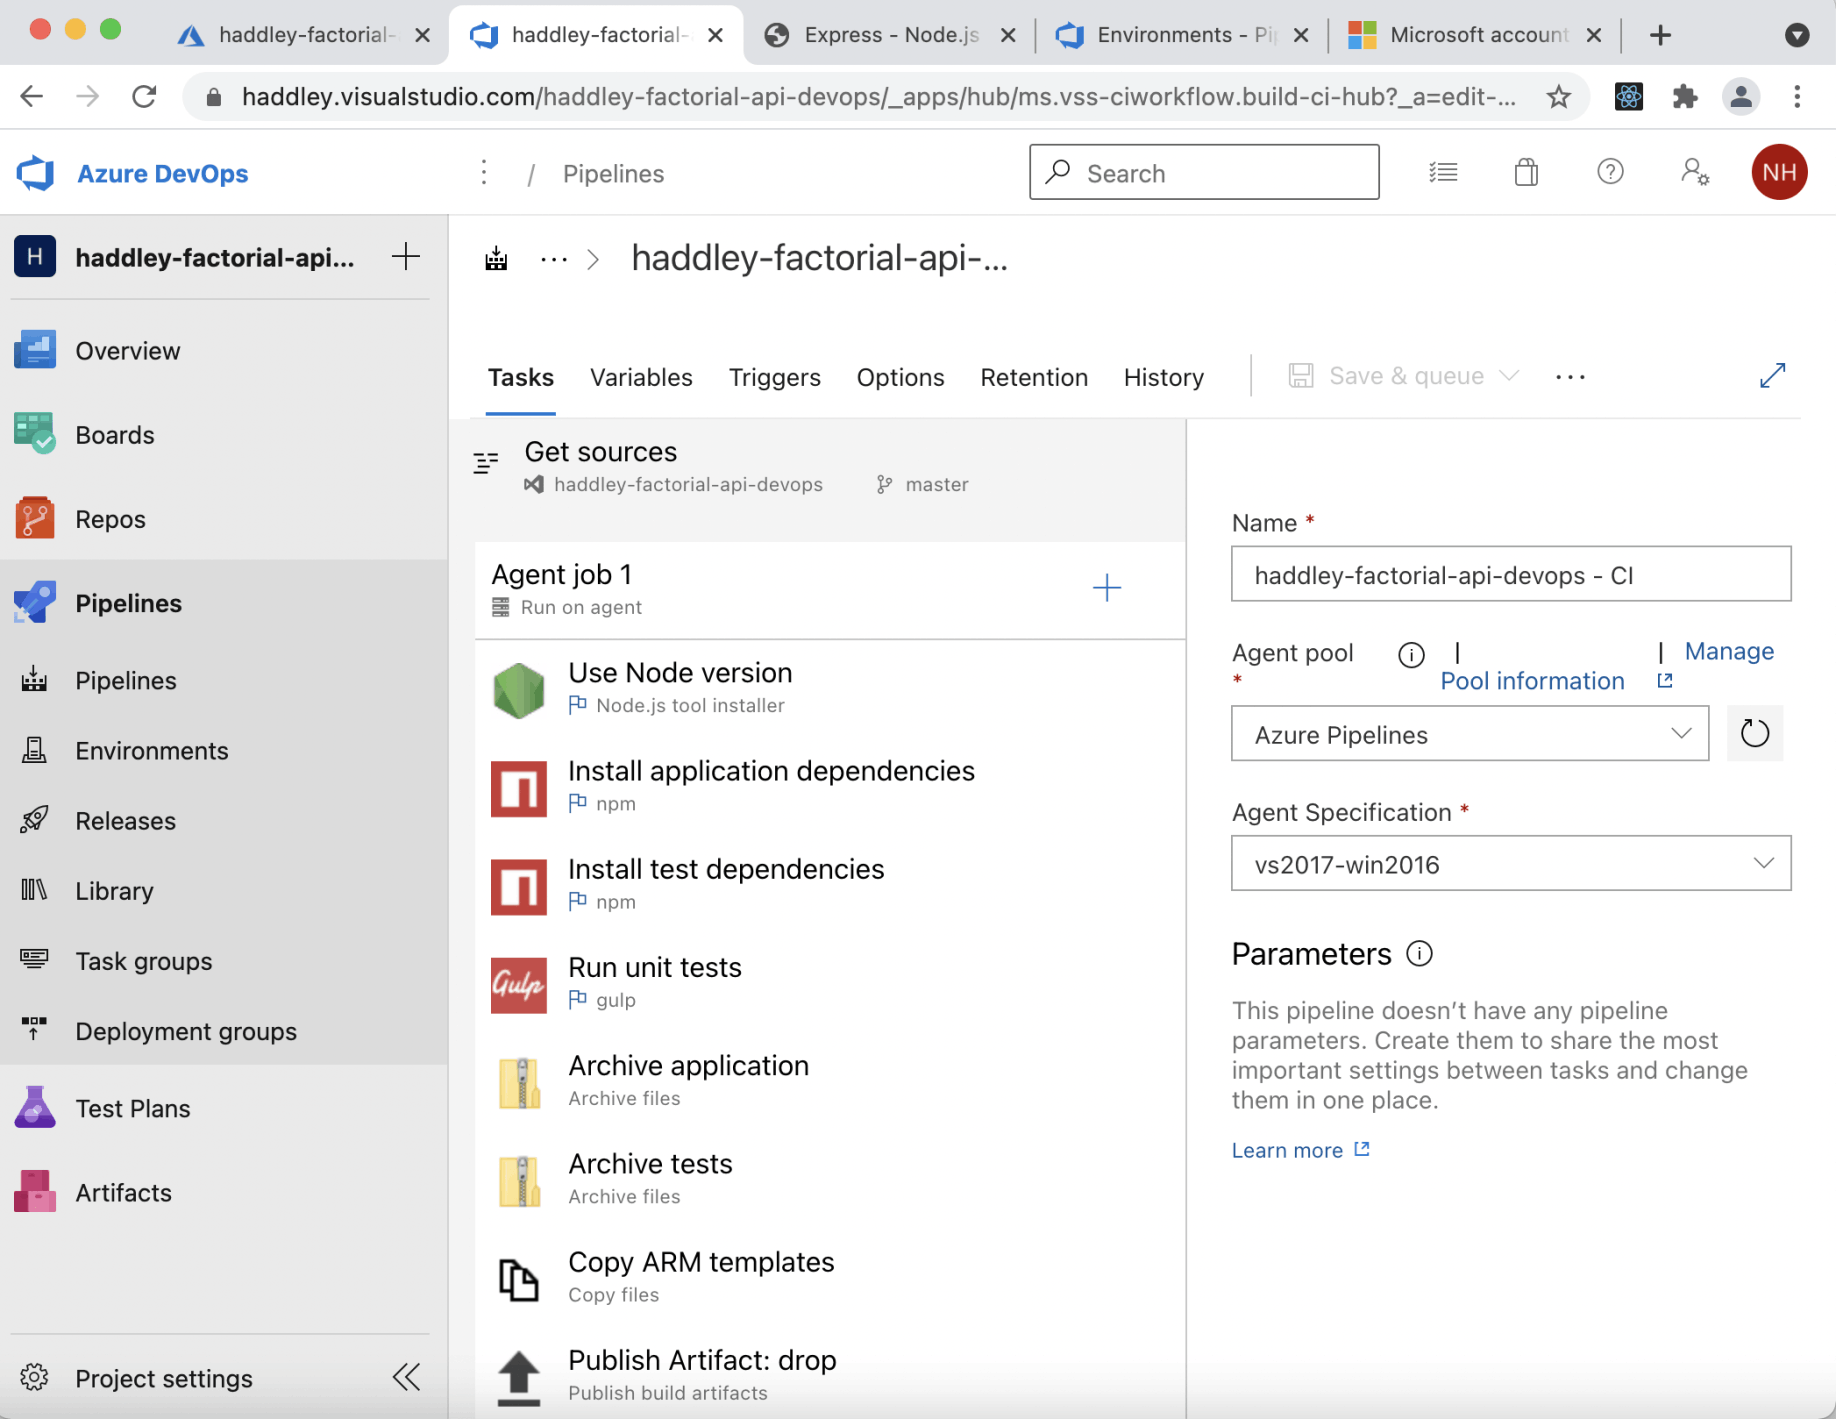 haddley-factorial-
haddley-factorial-
Express - Node.js
Environments - Pip
Microsoft account
haddley.visualstudio.com/haddley-factorial-api-devops/_apps/hub/ms.vss-ciworkflow.build-ci-hub?_a=edit-...
Azure DevOps
/ Pipelines
Search
NH
H
haddley-factorial-api...
Overview
Boards
Repos
Pipelines
Pipelines
Environments
Releases
Library
Task groups
Deployment groups
Test Plans
Artifacts
Project settings
haddley-factorial-api-...
Tasks
Variables
Triggers
Options
Retention
History
Save & queue
Get sources
haddley-factorial-api-devops
master
Agent job 1
Run on agent
Use Node version
Node.js tool installer
Install application dependencies
npm
Install test dependencies
npm
Gulp
Run unit tests
gulp
Archive application
Archive files
Archive tests
Archive files
Copy ARM templates
Copy files
Publish Artifact: drop
Publish build artifacts
Name *
haddley-factorial-api-devops - CI
Agent pool
*
| Pool information
| Manage
Azure Pipelines
Agent Specification *
vs2017-win2016
Parameters
This pipeline doesn’t have any pipeline
parameters. Create them to share the most
important settings between tasks and change
them in one place.
Learn more